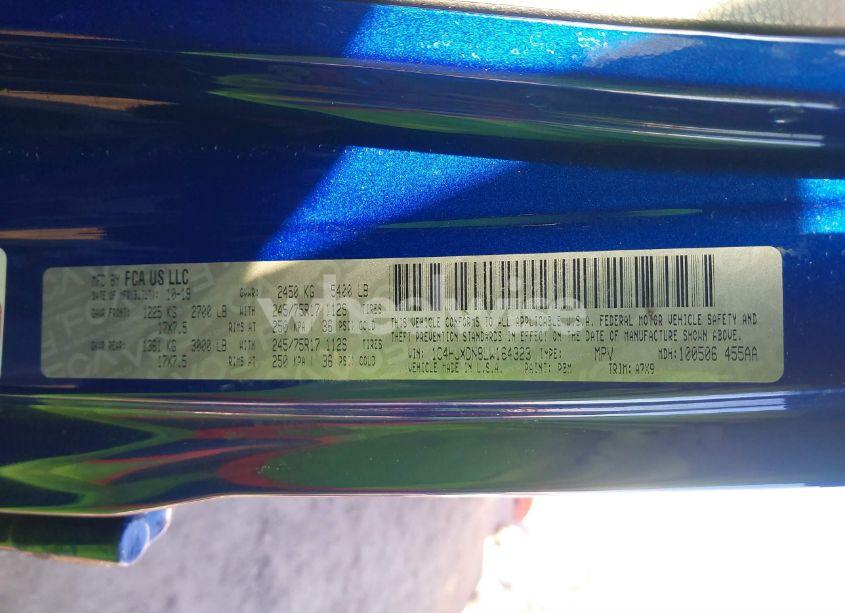 MFD BY FCA US LLC
DATE OF MFR: 10-19 GVWR: 2450 KG 5400 LB
GAWR FRONT: 1225 KG 2700 LB WITH 245/75R17 112S TIRES
17X7.5 RIMS AT 250 KPA / 36 PSI COLD
GAWR REAR: 1361 KG 3000 LB WITH 245/75R17 112S TIRES
17X7.5 RIMS AT 250 KPA / 36 PSI COLD
THIS VEHICLE CONFORMS TO ALL APPLICABLE U.S.A. FEDERAL MOTOR VEHICLE SAFETY AND
THEFT PREVENTION STANDARDS IN EFFECT ON THE DATE OF MANUFACTURE SHOWN ABOVE.
VIN: 1C4HJXDN8LW164323 TYPE: MPV MDH: 100506 455AA
VEHICLE MADE IN U.S.A. PAINT: PBM TRIM: A7X9